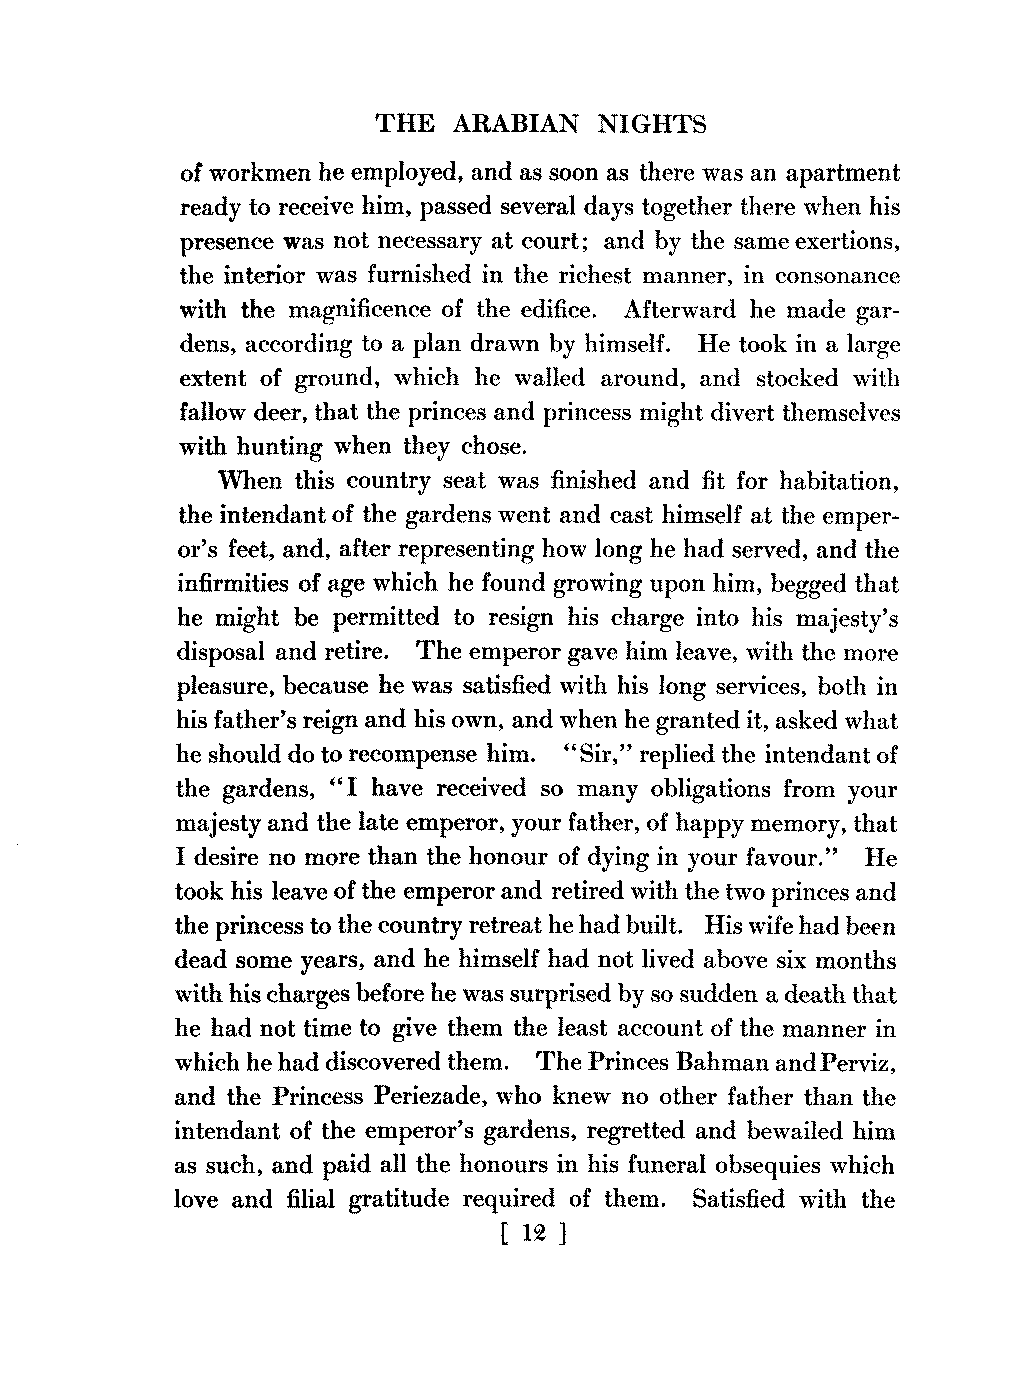 THE ARABIAN NIGHTS
of workmen he employed, and as soon as there was an apartment
ready to receive him, passed several days together there when his
presence was not necessary at court; and by the same exertions,
the interior was furnished in the richest manner, in consonance
with the magnificence of the edifice. Afterward he made gar-
dens, according to a plan drawn by himself. He took in a large
extent of ground, which he walled around, and stocked with
fallow deer, that the princes and princess might divert themselves
with hunting when they chose.
When this country seat was finished and fit for habitation,
the intendant of the gardens went and cast himself at the emper-
or's feet, and, after representing how long he had served, and the
infirmities of age which he found growing upon him, begged that
he might be permitted to resign his charge into his majesty's
disposal and retire. The emperor gave him leave, with the more
pleasure, because he was satisfied with his long services, both in
his father's reign and his own, and when he granted it, asked what
he should do to recompense him. "Sir," replied the intendant of
the gardens, "I have received so many obligations from your
majesty and the late emperor, your father, of happy memory, that
I desire no more than the honour of dying in your favour." He
took his leave of the emperor and retired with the two princes and
the princess to the country retreat he had built. His wife had been
dead some years, and he himself had not lived above six months
with his charges before he was surprised by so sudden a death that
he had not time to give them the least account of the manner in
which he had discovered them. The Princes Bahman and Perviz,
and the Princess Periezade, who knew no other father than the
intendant of the emperor's gardens, regretted and bewailed him
as such, and paid all the honours in his funeral obsequies which
love and filial gratitude required of them. Satisfied with the
[ 12 ]